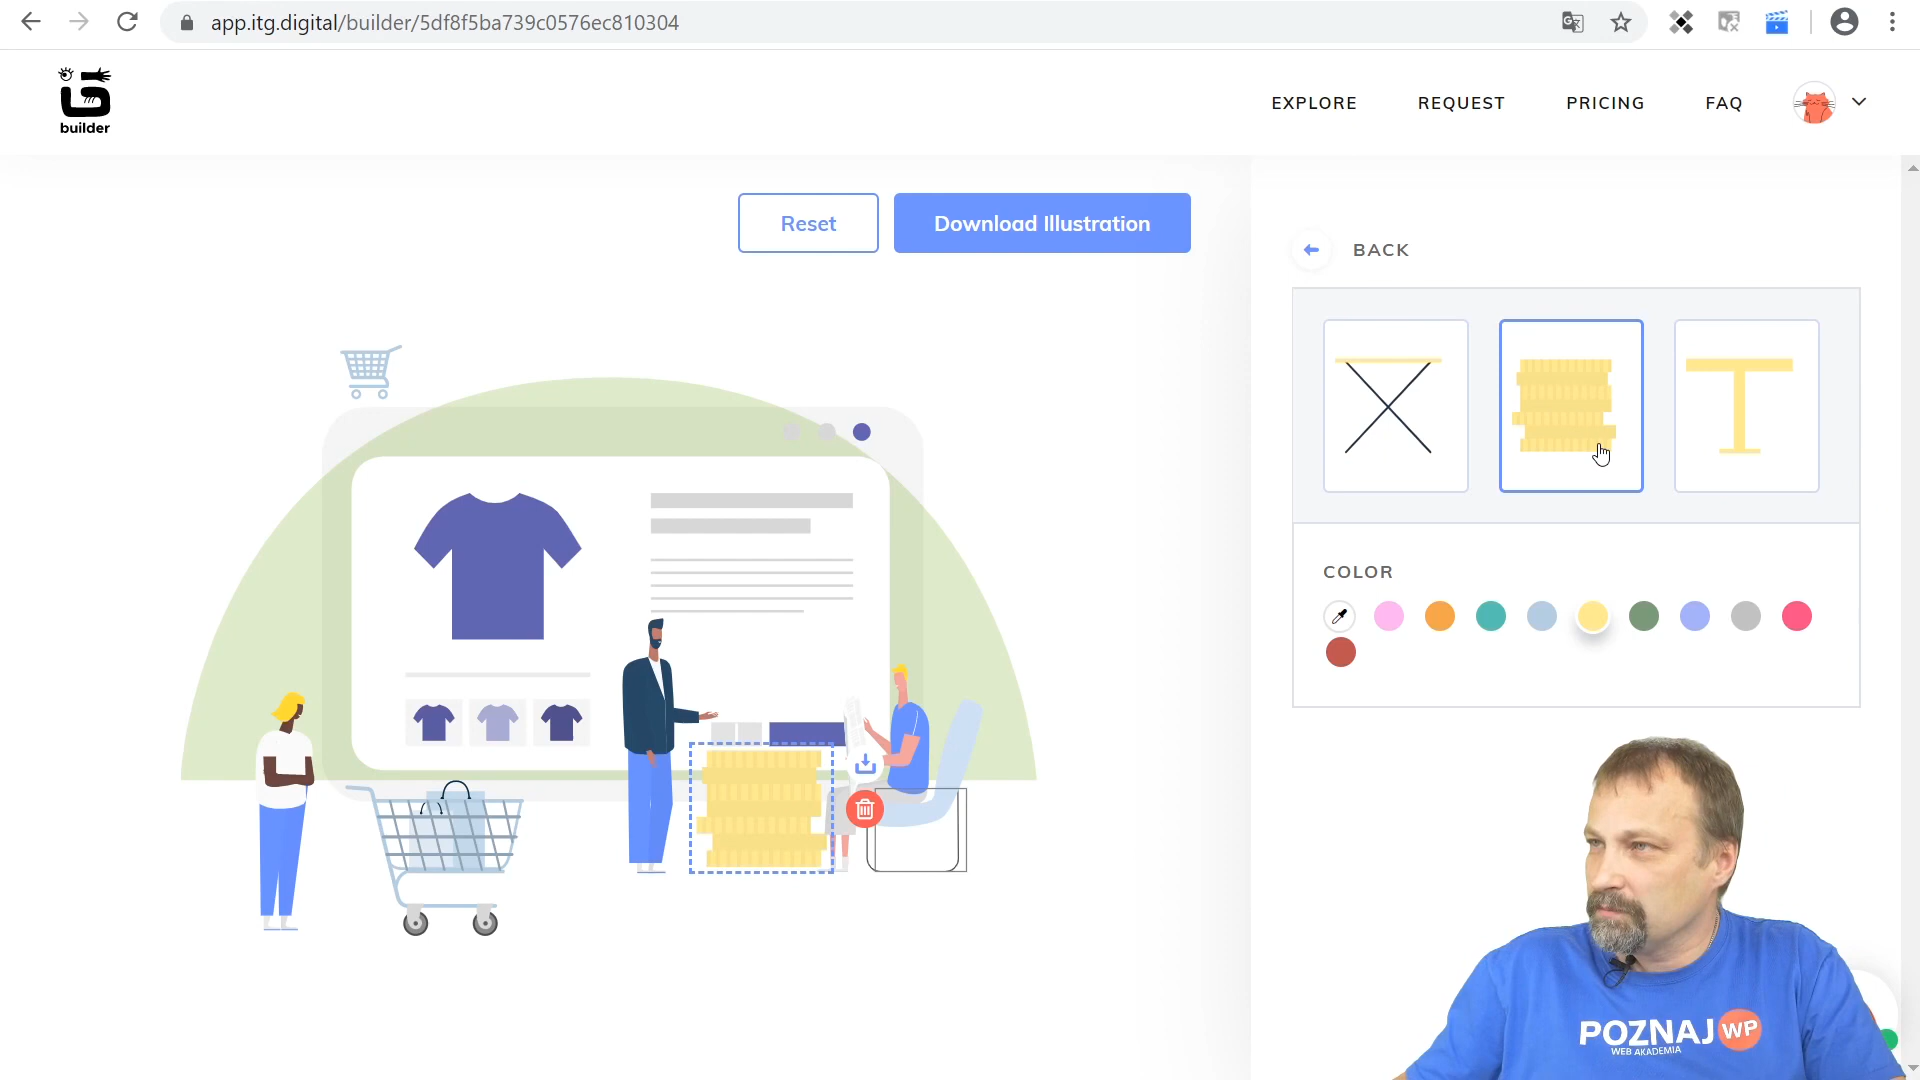 app.itg.digital/builder/5df8f5ba739c0576ec810304
builder
EXPLORE
REQUEST
PRICING
FAQ
Reset
Download Illustration
BACK
COLOR
POZNAJ WP
WEB AKADEMIA